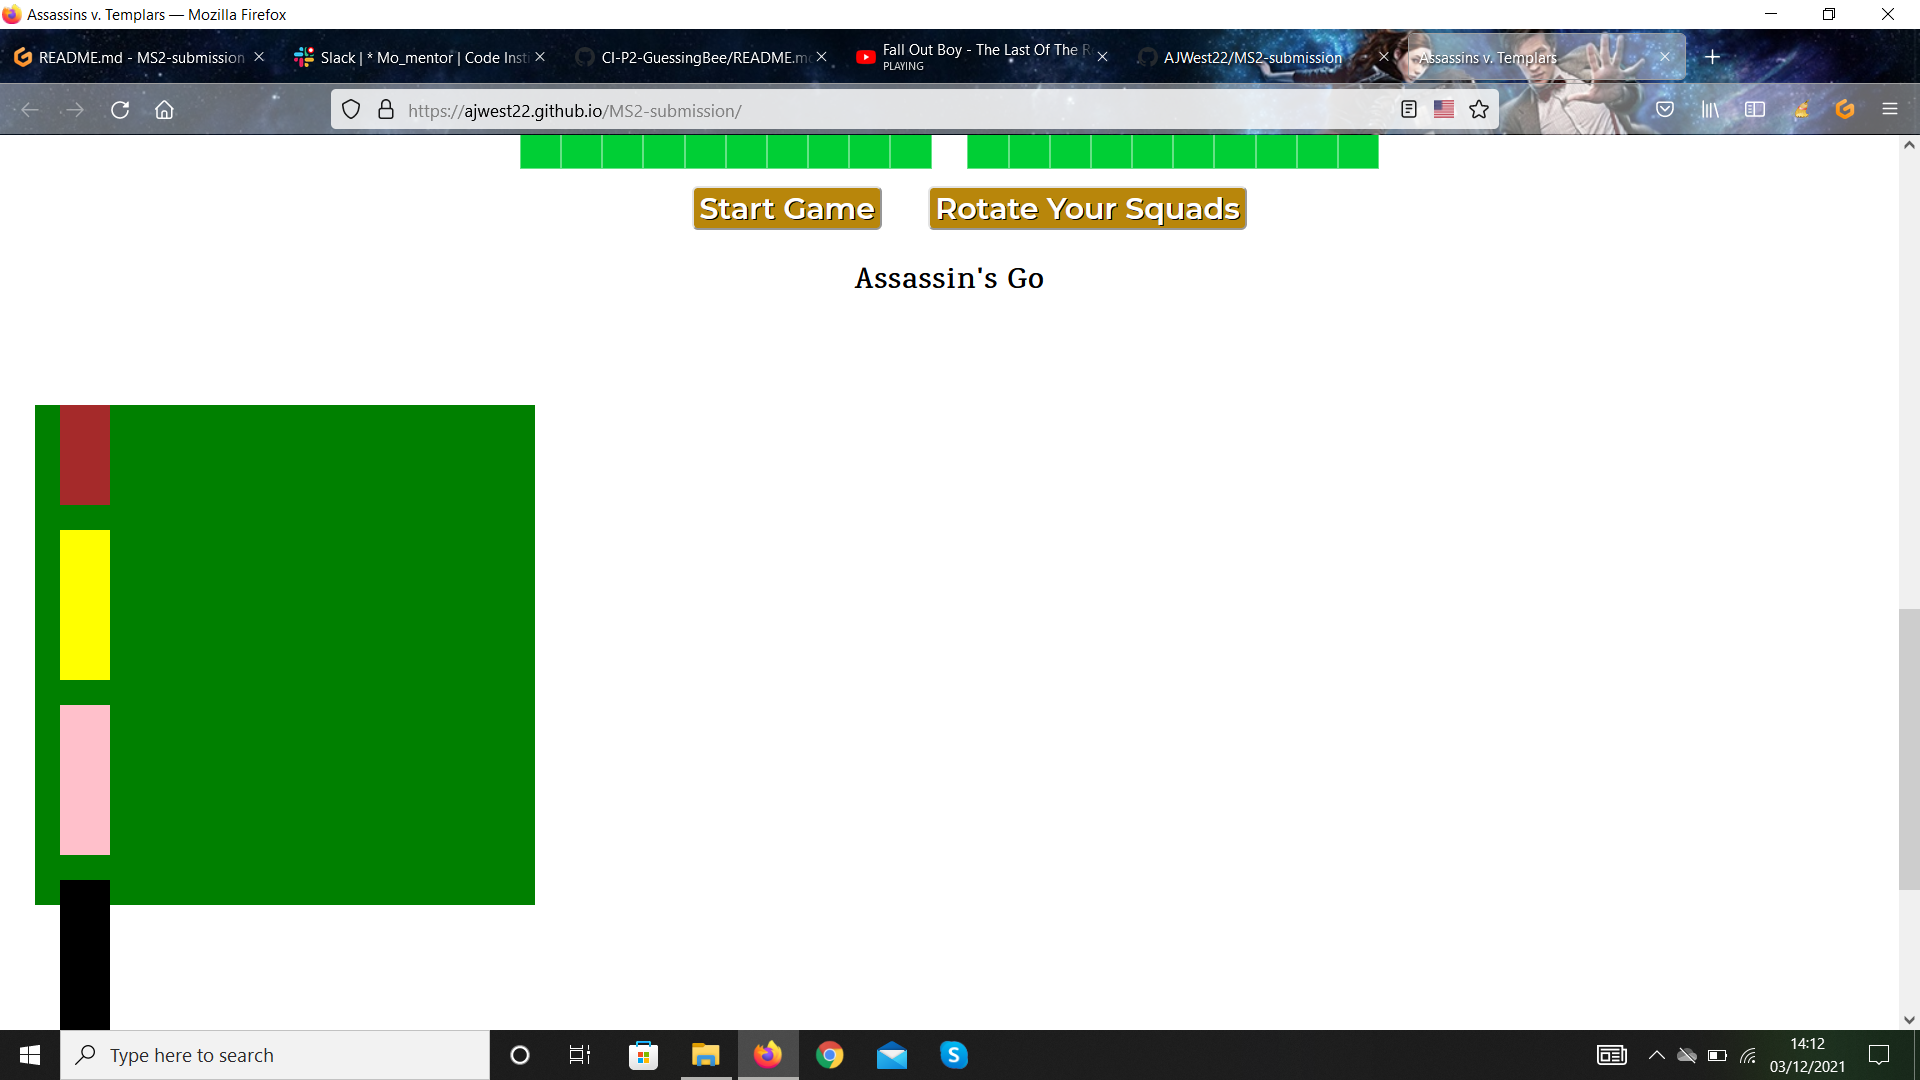 Assassins v. Templars — Mozilla Firefox
README.md - MS2-submission
Slack | * Mo_mentor | Code Insti
CI-P2-GuessingBee/README.m
Fall Out Boy - The Last Of The R
PLAYING
AJWest22/MS2-submission
Assassins v. Templars
https://ajwest22.github.io/MS2-submission/
Start Game
Rotate Your Squads
Assassin's Go
Type here to search
14:12
03/12/2021